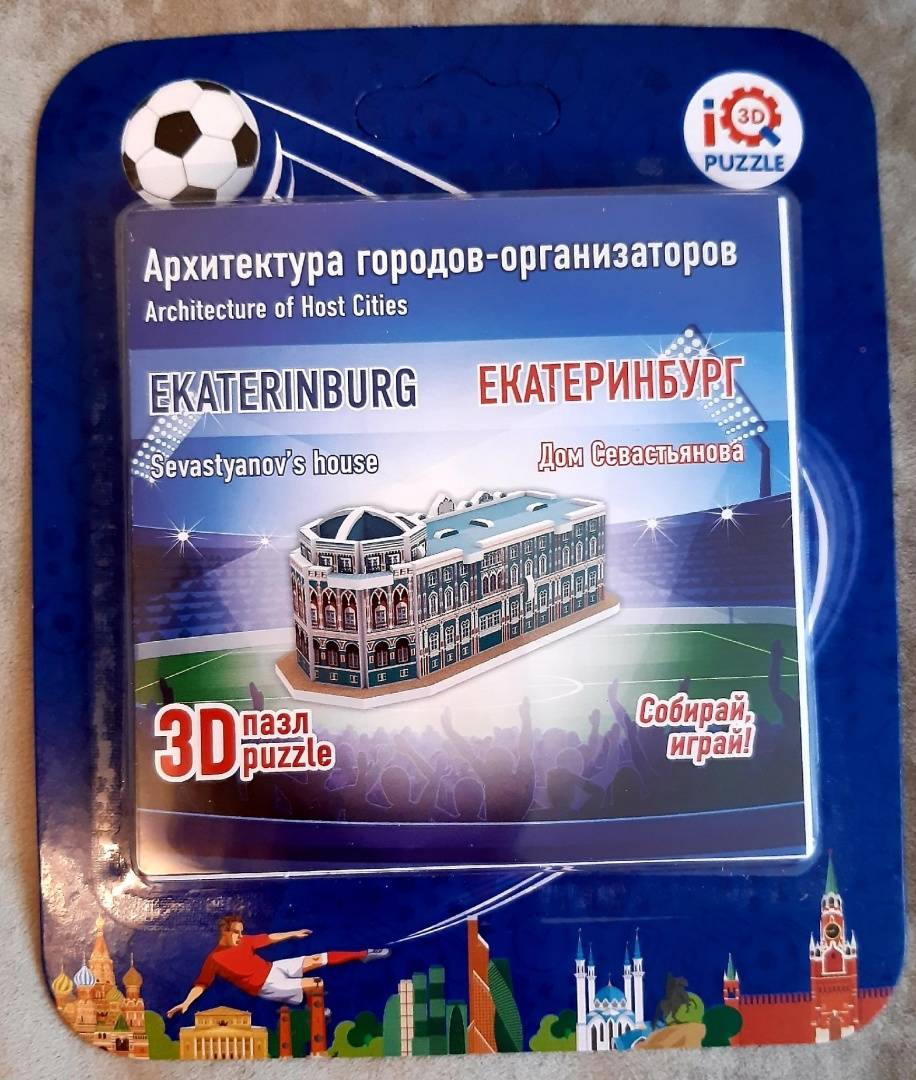 iQ 3D
PUZZLE
Архитектура городов-организаторов
Architecture of Host Cities
EKATERINBURG ЕКАТЕРИНБУРГ
Sevastyanov's house Дом Севастьянова
3D пазл
puzzle
Собирай,
играй!